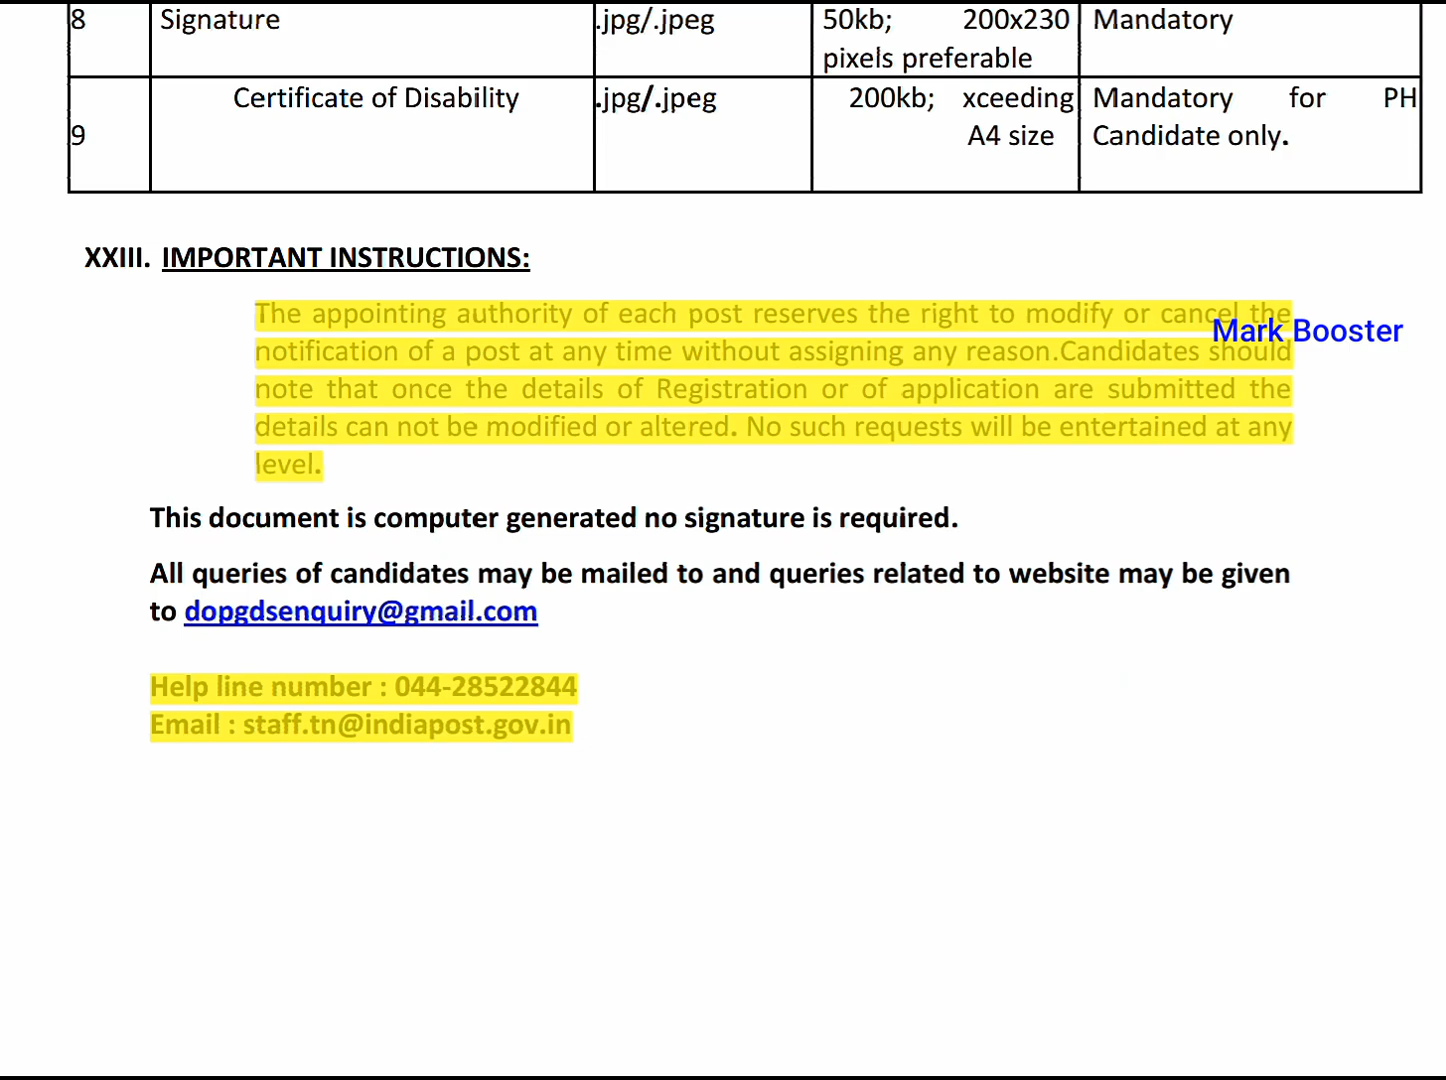 8 Signature .jpg/.jpeg 50kb; 200x230 Mandatory
pixels preferable
Certificate of Disability .jpg/.jpeg 200kb; xceeding Mandatory for PH
9 A4 size Candidate only.
XXIII. IMPORTANT INSTRUCTIONS:
The appointing authority of each post reserves the right to modify or cancel the
Mark Booster
notification of a post at any time without assigning any reason.Candidates should
note that once the details of Registration or of application are submitted the
details can not be modified or altered. No such requests will be entertained at any
level.
This document is computer generated no signature is required.
All queries of candidates may be mailed to and queries related to website may be given
to dopgdsenquiry@gmail.com
Help line number : 044-28522844
Email : staff.tn@indiapost.gov.in